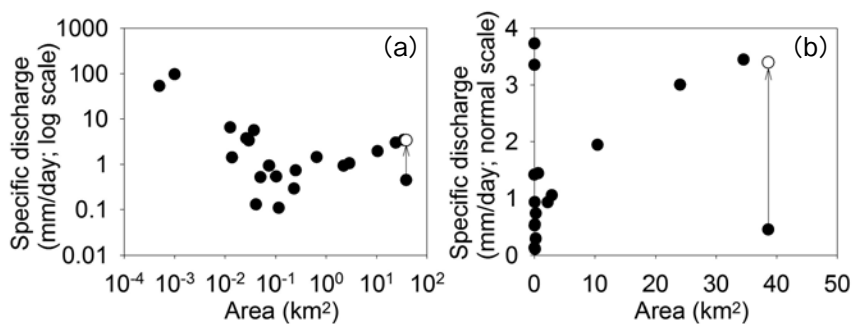 (a)
Specific discharge
(mm/day; log scale)
100
10
1
0.1
0.01
10⁻⁴ 10⁻³ 10⁻² 10⁻¹ 10⁰ 10¹ 10²
Area (km²)
(b)
Specific discharge
(mm/day; normal scale)
4
3
2
1
0
0 10 20 30 40 50
Area (km²)